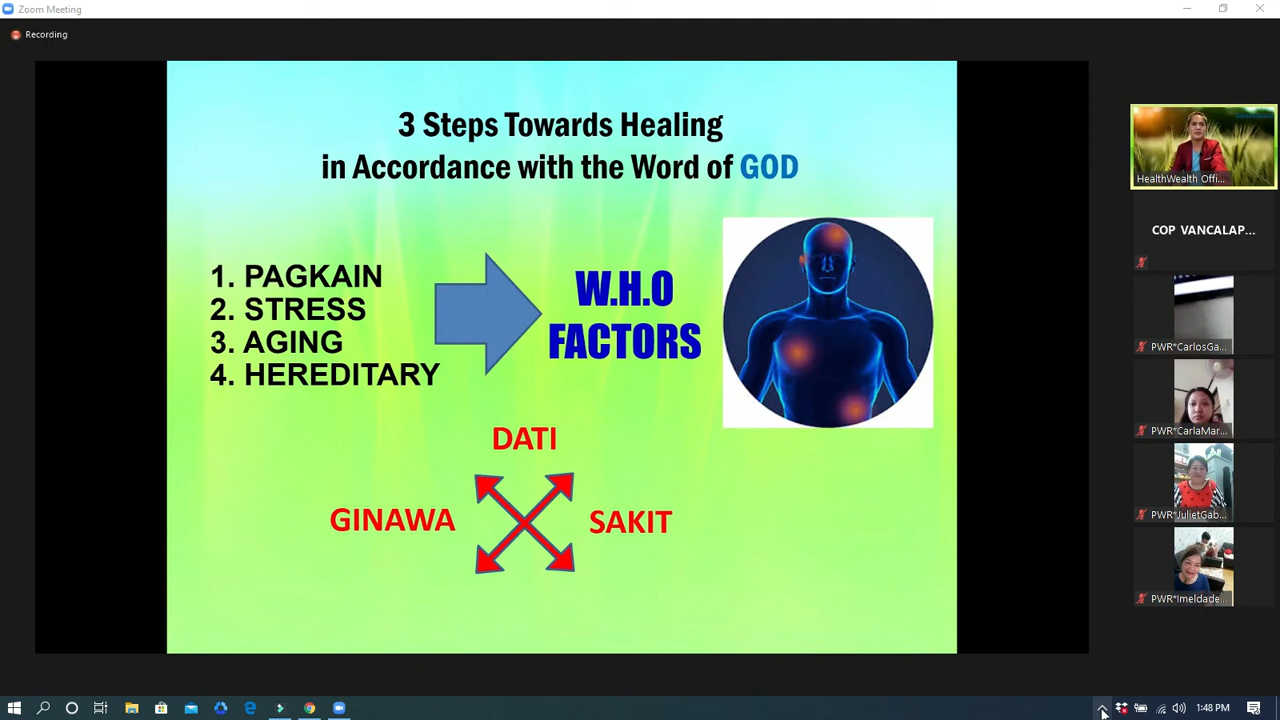 Zoom Meeting
Recording
3 Steps Towards Healing
in Accordance with the Word of GOD
1. PAGKAIN
2. STRESS
3. AGING
4. HEREDITARY
W.H.O
FACTORS
DATI
GINAWA
SAKIT
HealthWealth Offi...
COP VANCALAP...
PWR*CarlosGa...
PWR*CarlaMar...
PWR*JulietGab...
PWR*Imeldade...
1:48 PM